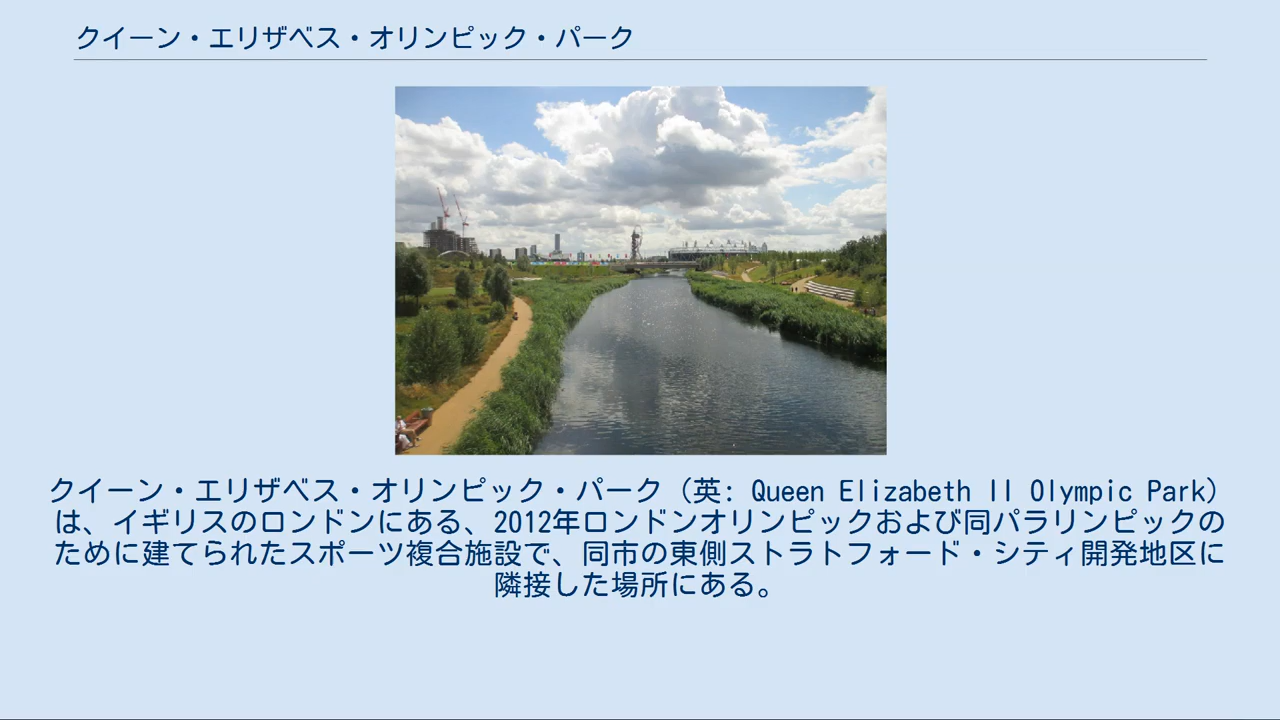 クイーン・エリザベス・オリンピック・パーク
クイーン・エリザベス・オリンピック・パーク（英: Queen Elizabeth II Olympic Park）
は、イギリスのロンドンにある、2012年ロンドンオリンピックおよび同パラリンピックの
ために建てられたスポーツ複合施設で、同市の東側ストラトフォード・シティ開発地区に
隣接した場所にある。